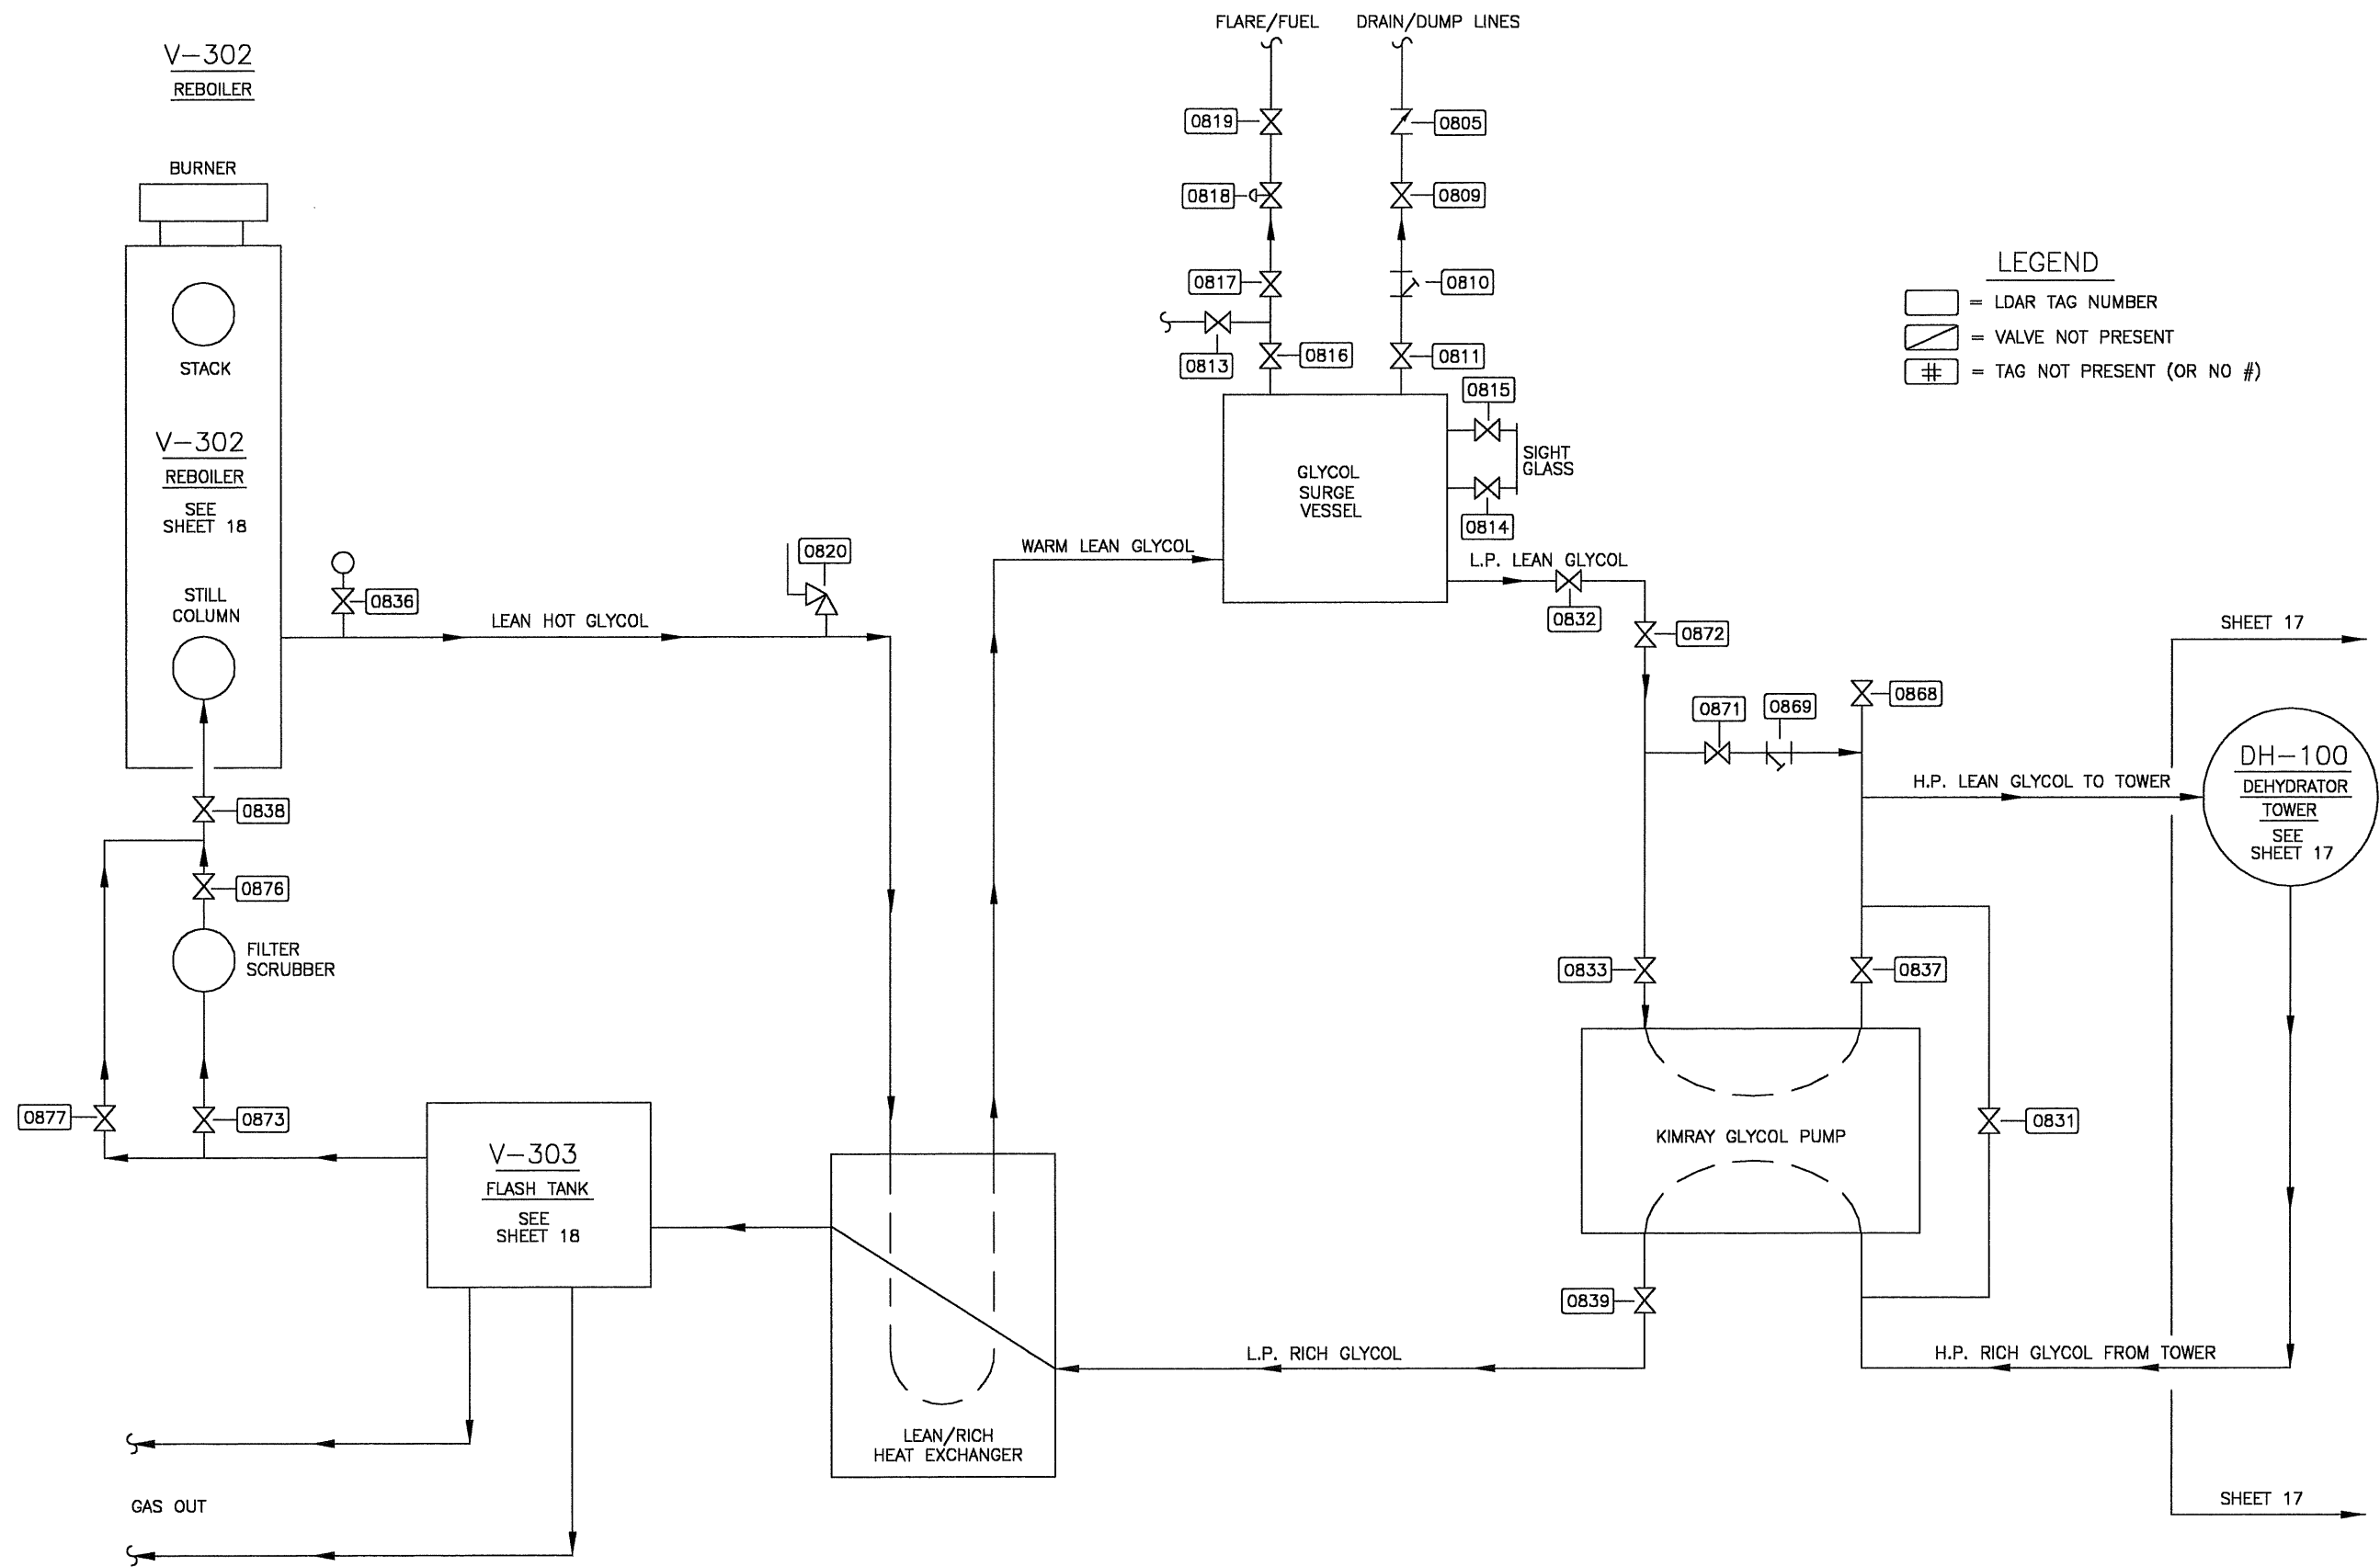 FLARE/FUEL
DRAIN/DUMP LINES
V-302
REBOILER
BURNER
STACK
V-302
REBOILER
SEE
SHEET 18
STILL
COLUMN
0819
0805
0818
0809
0817
0810
0813
0816
0811
0815
0814
SIGHT
GLASS
GLYCOL
SURGE
VESSEL
LEGEND
= LDAR TAG NUMBER
= VALVE NOT PRESENT
# = TAG NOT PRESENT (OR NO #)
0836
LEAN HOT GLYCOL
0820
WARM LEAN GLYCOL
L.P. LEAN GLYCOL
0832
0872
0871
0869
0868
SHEET 17
H.P. LEAN GLYCOL TO TOWER
DH-100
DEHYDRATOR
TOWER
SEE
SHEET 17
0838
0876
FILTER
SCRUBBER
0877
0873
V-303
FLASH TANK
SEE
SHEET 18
0833
0837
KIMRAY GLYCOL PUMP
0831
0839
L.P. RICH GLYCOL
H.P. RICH GLYCOL FROM TOWER
LEAN/RICH
HEAT EXCHANGER
GAS OUT
SHEET 17